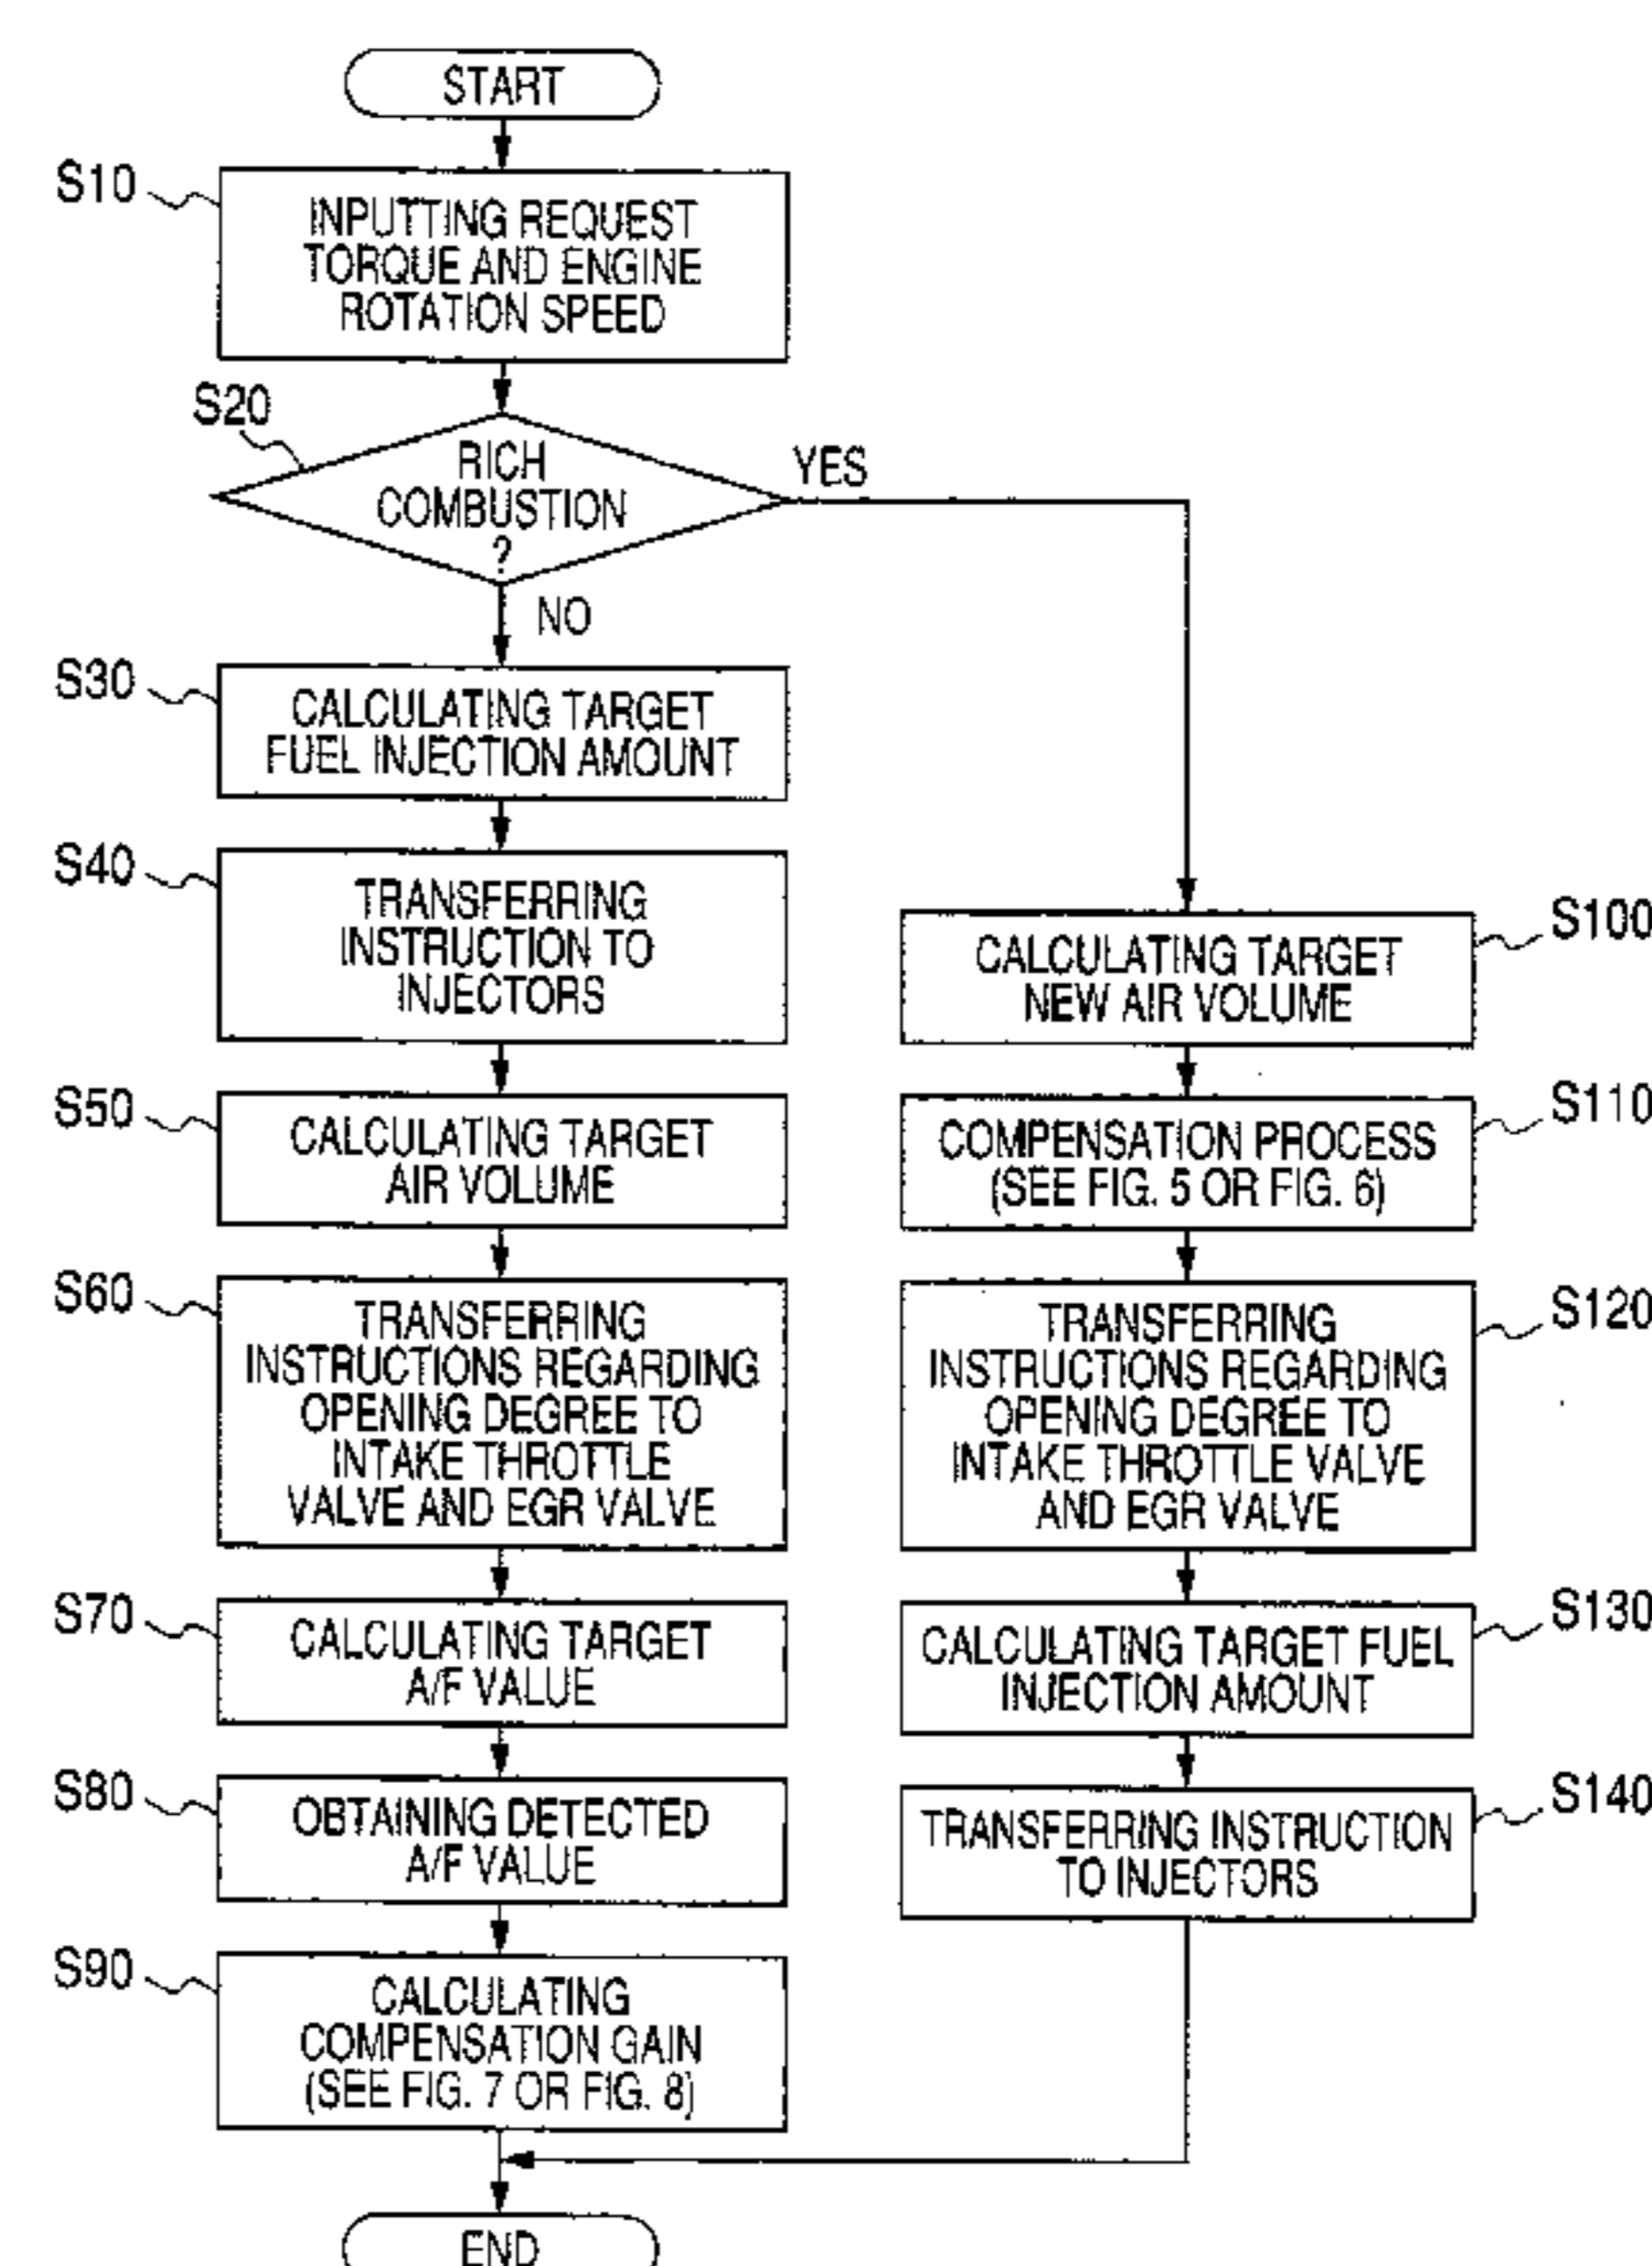 START
S10
INPUTTING REQUEST
TORQUE AND ENGINE
ROTATION SPEED
S20
RICH
COMBUSTION
?
YES
NO
S30
CALCULATING TARGET
FUEL INJECTION AMOUNT
S40
TRANSFERRING
INSTRUCTION TO
INJECTORS
S50
CALCULATING TARGET
AIR VOLUME
S60
TRANSFERRING
INSTRUCTIONS REGARDING
OPENING DEGREE TO
INTAKE THROTTLE
VALVE AND EGR VALVE
S70
CALCULATING TARGET
A/F VALUE
S80
OBTAINING DETECTED
A/F VALUE
S90
CALCULATING
COMPENSATION GAIN
(SEE FIG. 7 OR FIG. 8)
S100
CALCULATING TARGET
NEW AIR VOLUME
S110
COMPENSATION PROCESS
(SEE FIG. 5 OR FIG. 6)
S120
TRANSFERRING
INSTRUCTIONS REGARDING
OPENING DEGREE TO
INTAKE THROTTLE VALVE
AND EGR VALVE
S130
CALCULATING TARGET FUEL
INJECTION AMOUNT
S140
TRANSFERRING INSTRUCTION
TO INJECTORS
END